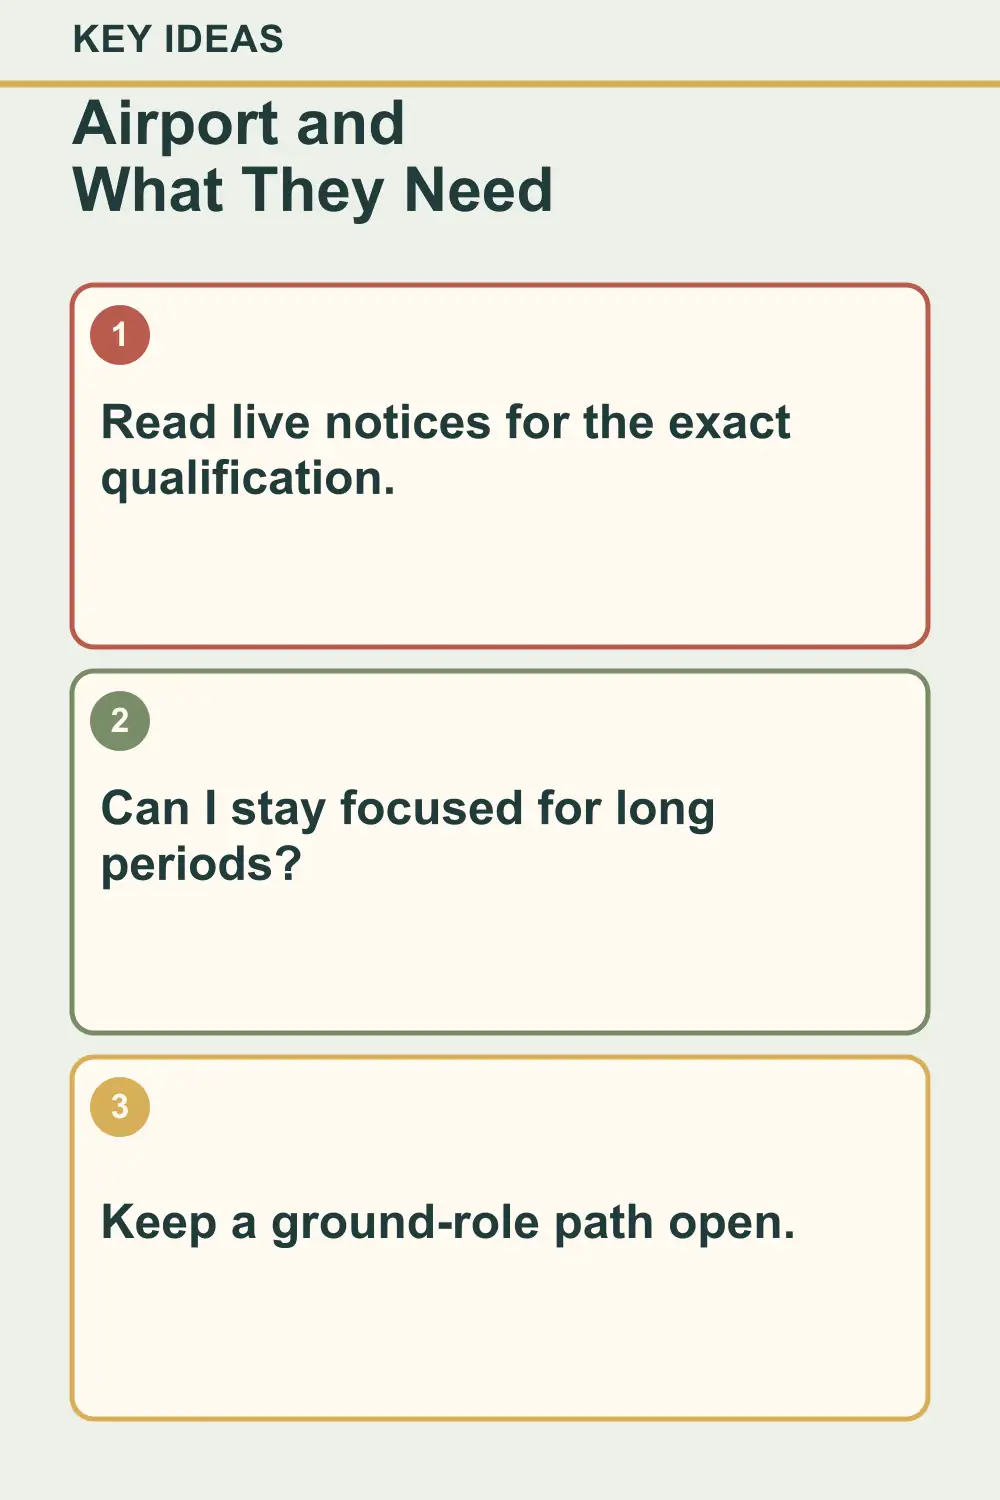 KEY IDEAS
Airport and
What They Need
1
Read live notices for the exact
qualification.
2
Can I stay focused for long
periods?
3
Keep a ground-role path open.